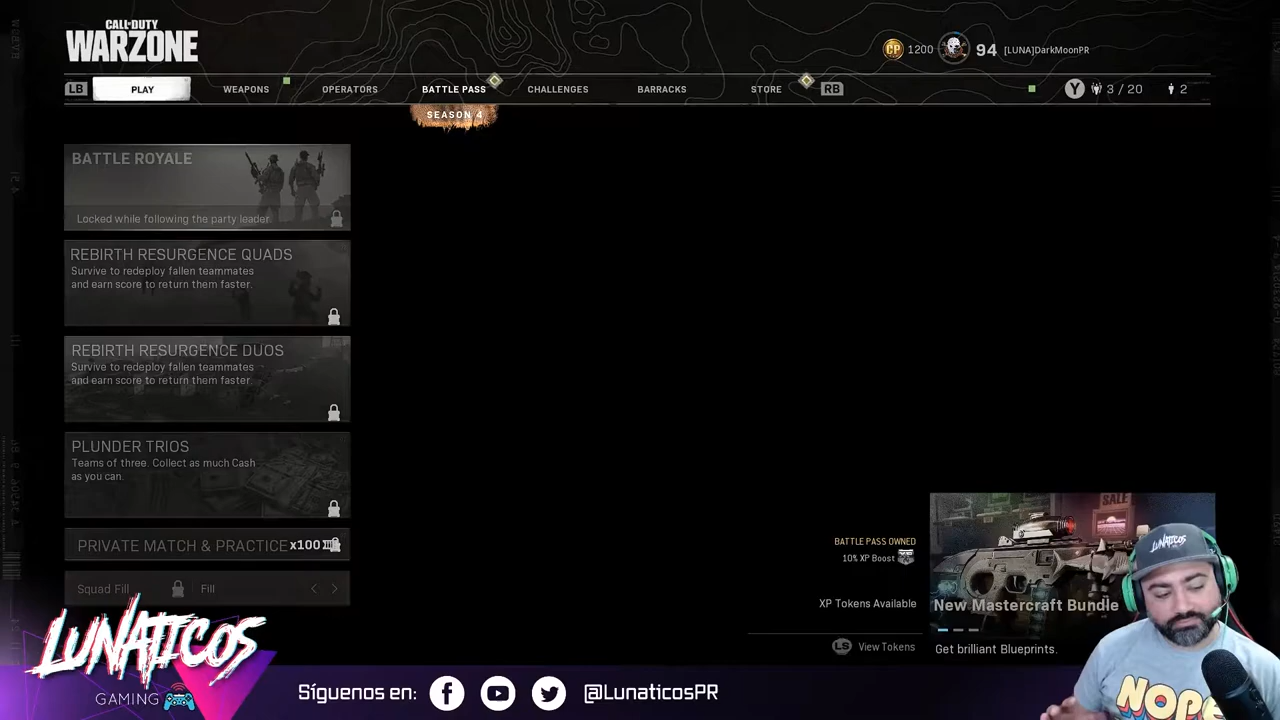 CALL OF DUTY
WARZONE
CP 1200 94 [LUNA]DarkMoonPR
LB PLAY WEAPONS OPERATORS BATTLE PASS CHALLENGES BARRACKS STORE RB Y 3 / 20 2
SEASON 4
BATTLE ROYALE
Locked while following the party leader
REBIRTH RESURGENCE QUADS
Survive to redeploy fallen teammates
and earn score to return them faster.
REBIRTH RESURGENCE DUOS
Survive to redeploy fallen teammates
and earn score to return them faster.
PLUNDER TRIOS
Teams of three. Collect as much Cash
as you can.
PRIVATE MATCH & PRACTICE x100
Squad Fill Fill
BATTLE PASS OWNED
10% XP Boost
XP Tokens Available
LS View Tokens
SALE
New Mastercraft Bundle
Get brilliant Blueprints.
LUNATICOS
NOPE
LUNATICOS
GAMING
Síguenos en: @LunaticosPR